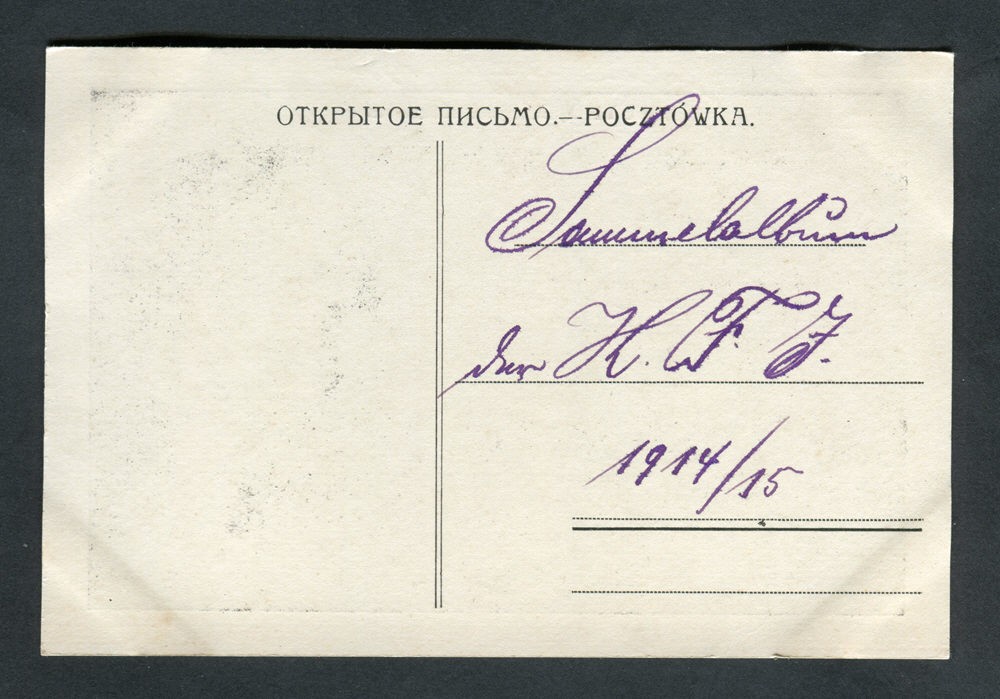 ОТКРЫТОЕ ПИСЬМО.—POCZTÓWKA.
Sammelalbum
der K. F. J.
1914/15